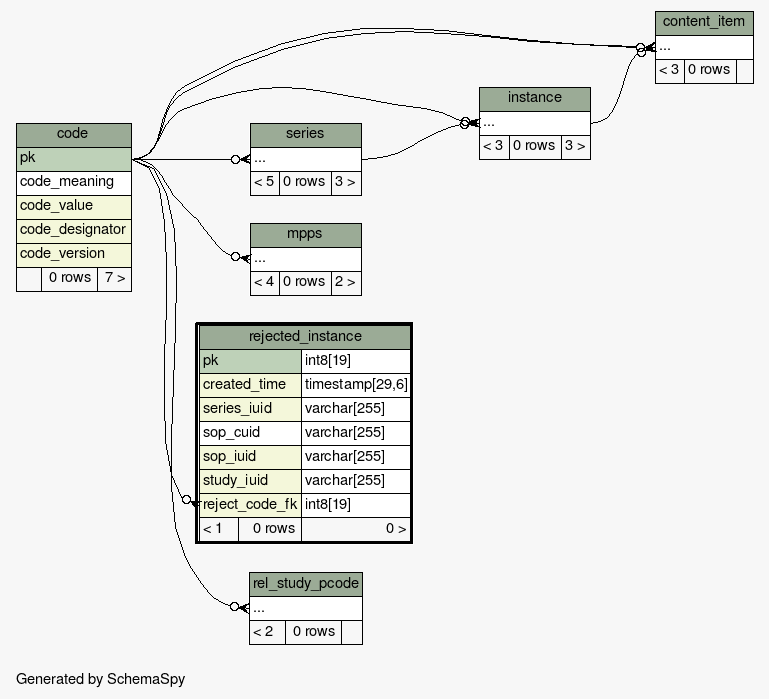 content_item
...
< 3 0 rows
instance
...
< 3 0 rows 3 >
code
pk
code_meaning
code_value
code_designator
code_version
0 rows 7 >
series
...
< 5 0 rows 3 >
mpps
...
< 4 0 rows 2 >
rejected_instance
pk int8[19]
created_time timestamp[29,6]
series_iuid varchar[255]
sop_cuid varchar[255]
sop_iuid varchar[255]
study_iuid varchar[255]
reject_code_fk int8[19]
< 1 0 rows 0 >
rel_study_pcode
...
< 2 0 rows
Generated by SchemaSpy